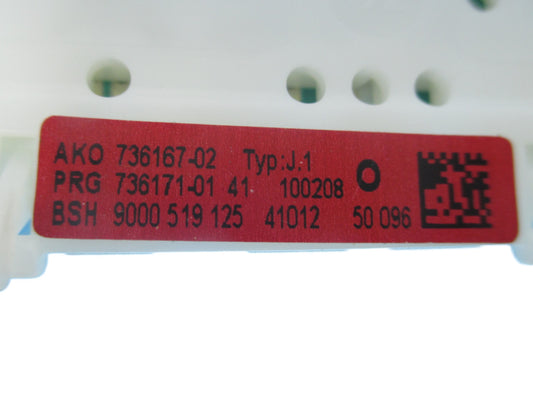 AKO 736167-02 Typ:J.1
PRG 736171-01 41 100208 O
BSH 9000 519 125 41012 50 096